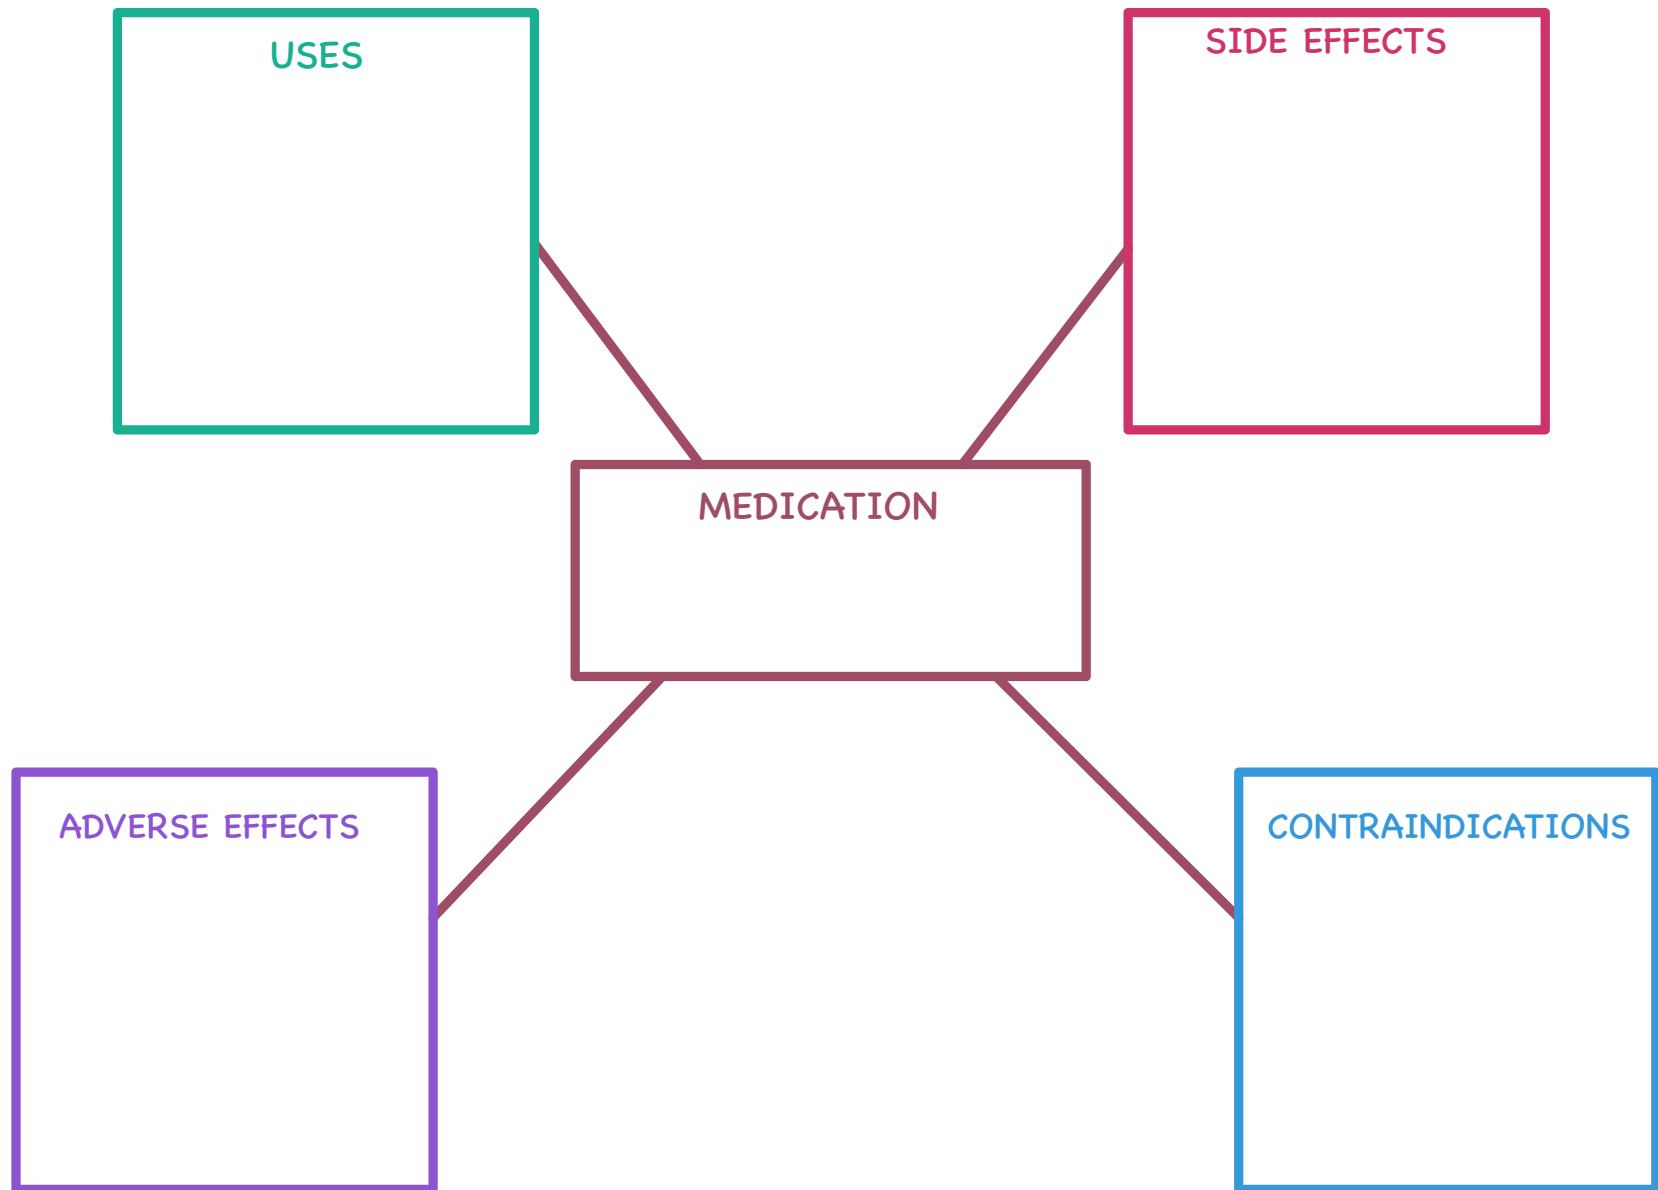 USES
SIDE EFFECTS
MEDICATION
ADVERSE EFFECTS
CONTRAINDICATIONS